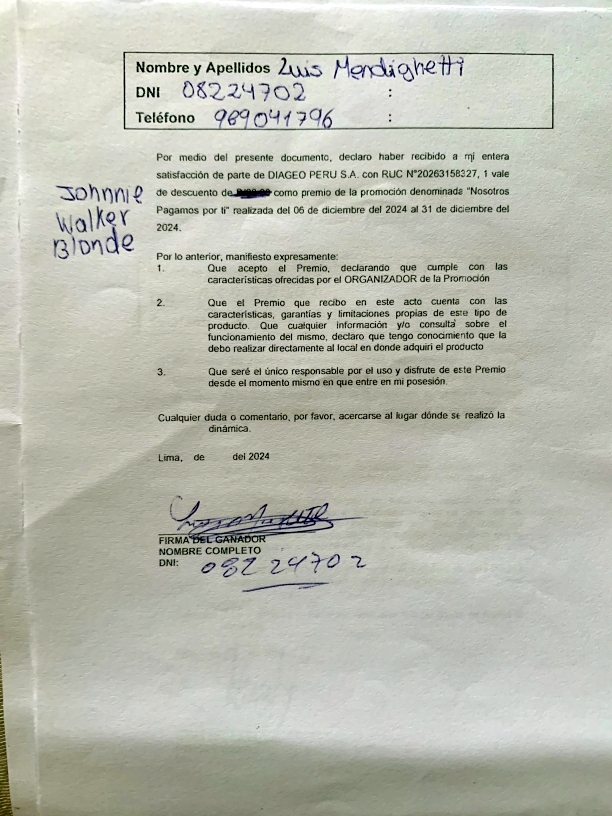 Nombre y Apellidos Luis Mendighetti
DNI 08224702 :
Teléfono 989041796 :
Por medio del presente documento, declaro haber recibido a mi entera
satisfacción de parte de DIAGEO PERU S.A. con RUC N°20263158327, 1 vale
de descuento de como premio de la promoción denominada "Nosotros
Pagamos por ti" realizada del 06 de diciembre del 2024 al 31 de diciembre del
2024.
Johnnie
Walker
Blonde
Por lo anterior, manifiesto expresamente:
1. Que acepto el Premio, declarando que cumple con las
características ofrecidas por el ORGANIZADOR de la Promoción
2. Que el Premio que recibo en este acto cuenta con las
características, garantías y limitaciones propias de este tipo de
producto. Que cualquier información y/o consulta sobre el
funcionamiento del mismo, declaro que tengo conocimiento que la
debo realizar directamente al local en donde adquirí el producto
3. Que seré el único responsable por el uso y disfrute de este Premio
desde el momento mismo en que entre en mi posesión.
Cualquier duda o comentario, por favor, acercarse al lugar dónde se realizó la
dinámica.
Lima, de del 2024
FIRMA DEL GANADOR
NOMBRE COMPLETO
DNI: 08224702